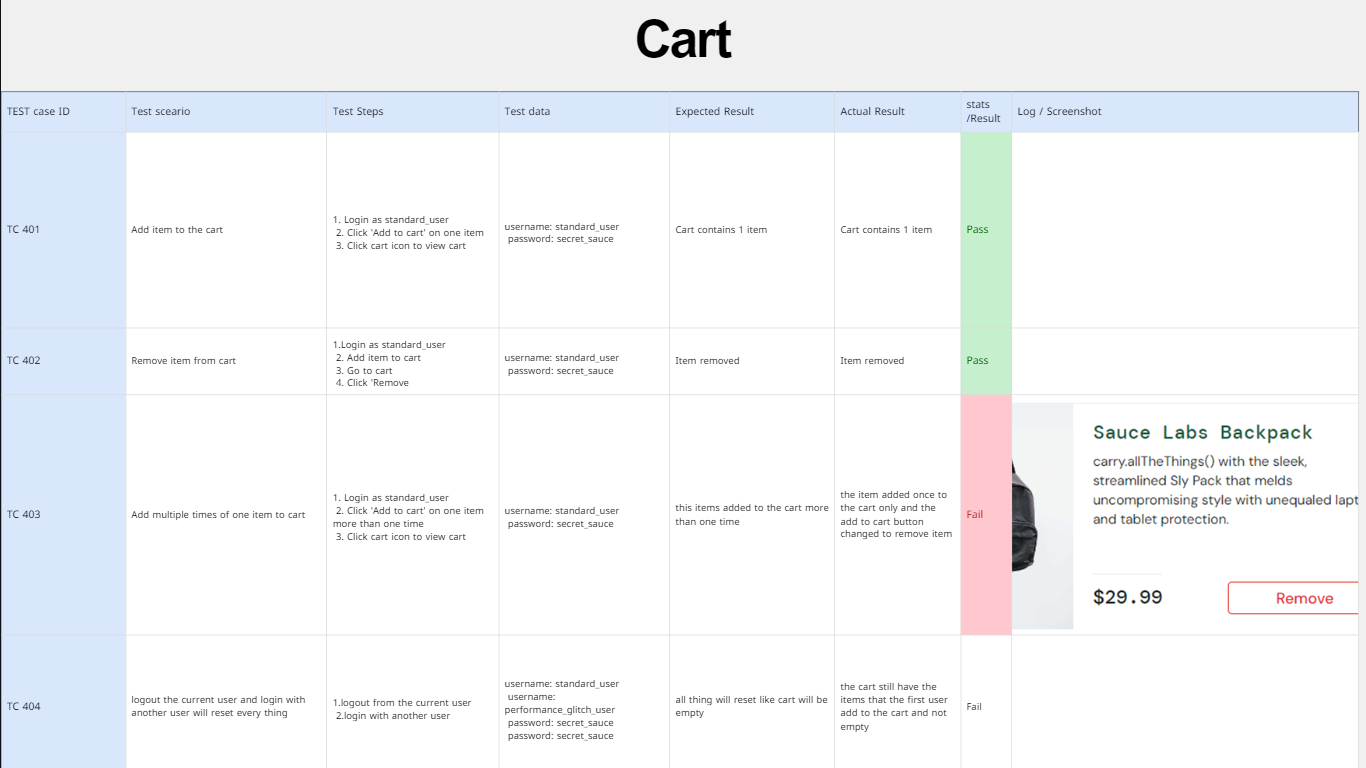 Cart
TEST case ID
Test sceario
Test Steps
Test data
Expected Result
Actual Result
stats
/Result
Log / Screenshot
TC 401
Add item to the cart
1. Login as standard_user
2. Click 'Add to cart' on one item
3. Click cart icon to view cart
username: standard_user
password: secret_sauce
Cart contains 1 item
Cart contains 1 item
Pass
TC 402
Remove item from cart
1.Login as standard_user
2. Add item to cart
3. Go to cart
4. Click 'Remove
username: standard_user
password: secret_sauce
Item removed
Item removed
Pass
TC 403
Add multiple times of one item to cart
1. Login as standard_user
2. Click 'Add to cart' on one item
more than one time
3. Click cart icon to view cart
username: standard_user
password: secret_sauce
this items added to the cart more
than one time
the item added once to
the cart only and the
add to cart button
changed to remove item
Fail
Sauce Labs Backpack
carry.allTheThings() with the sleek,
streamlined Sly Pack that melds
uncompromising style with unequaled lapt
and tablet protection.
$29.99
Remove
TC 404
logout the current user and login with
another user will reset every thing
1.logout from the current user
2.login with another user
username: standard_user
username:
performance_glitch_user
password: secret_sauce
password: secret_sauce
all thing will reset like cart will be
empty
the cart still have the
items that the first user
add to the cart and not
empty
Fail